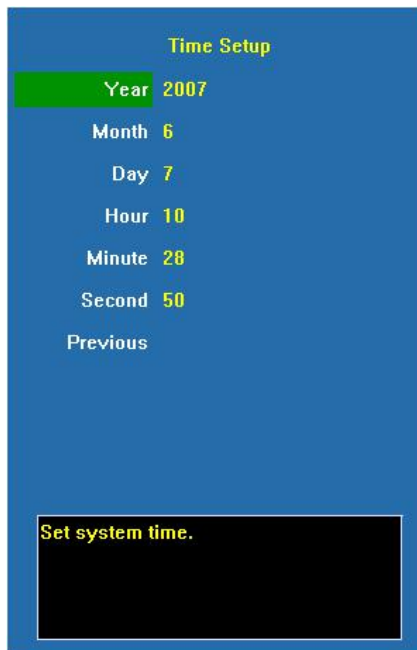 Time Setup
Year 2007
Month 6
Day 7
Hour 10
Minute 28
Second 50
Previous
Set system time.